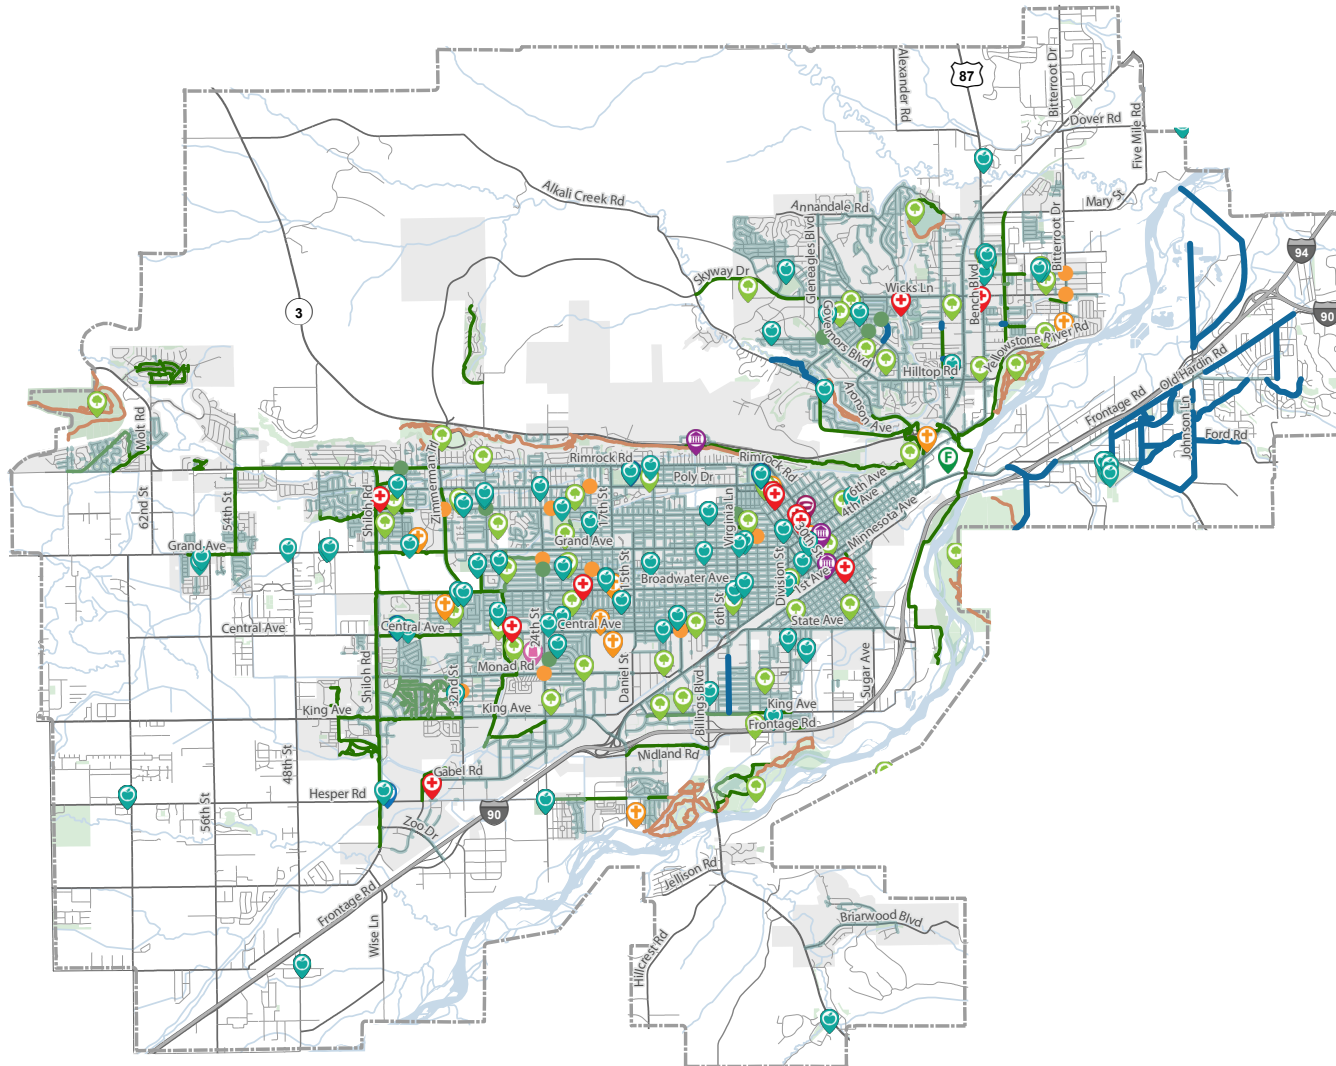 87
Alexander Rd
Bitterroot Dr
Dover Rd
Five Mile Rd
Alkali Creek Rd
Annandale Rd
Mary St
Gleneagles Blvd
Bitterroot Dr
94
Skyway Dr
Wicks Ln
Bench Blvd
3
90
Governors Blvd
Yellowstone River Rd
Hilltop Rd
Old Hardin Rd
Aronson Ave
Frontage Rd
Johnson Ln
Ford Rd
Molt Rd
Zimmerman Trl
Rimrock Rd
Rimrock Rd
F
Poly Dr
6th Ave
4th Ave
62nd St
54th St
Shiloh Rd
17th St
Virginia Ln
Minnesota Ave
Grand Ave
Grand Ave
30th St
15th St
Broadwater Ave
Division St
1st Ave
6th St
State Ave
Central Ave
Central Ave
24th St
Central Ave
Monad Rd
Shiloh Rd
32nd St
Daniel St
Sugar Ave
Billings Blvd
King Ave
King Ave
King Ave
Frontage Rd
48th St
Midland Rd
Gabel Rd
Hesper Rd
56th St
90
Zoo Dr
Frontage Rd
Jellison Rd
Wise Ln
Briarwood Blvd
Hillcrest Rd